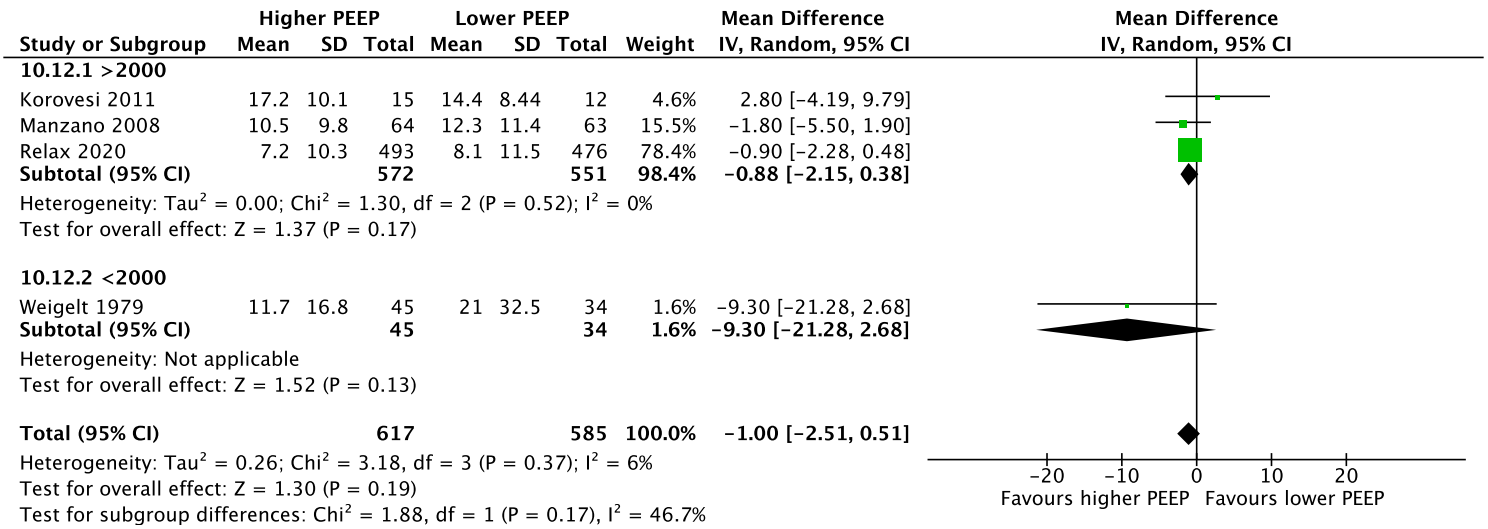 Higher PEEP Lower PEEP Mean Difference Mean Difference
Study or Subgroup Mean SD Total Mean SD Total Weight IV, Random, 95% CI IV, Random, 95% CI
10.12.1 >2000
Korovesi 2011 17.2 10.1 15 14.4 8.44 12 4.6% 2.80 [−4.19, 9.79]
Manzano 2008 10.5 9.8 64 12.3 11.4 63 15.5% −1.80 [−5.50, 1.90]
Relax 2020 7.2 10.3 493 8.1 11.5 476 78.4% −0.90 [−2.28, 0.48]
Subtotal (95% CI) 572 551 98.4% −0.88 [−2.15, 0.38]
Heterogeneity: Tau² = 0.00; Chi² = 1.30, df = 2 (P = 0.52); I² = 0%
Test for overall effect: Z = 1.37 (P = 0.17)
10.12.2 <2000
Weigelt 1979 11.7 16.8 45 21 32.5 34 1.6% −9.30 [−21.28, 2.68]
Subtotal (95% CI) 45 34 1.6% −9.30 [−21.28, 2.68]
Heterogeneity: Not applicable
Test for overall effect: Z = 1.52 (P = 0.13)
Total (95% CI) 617 585 100.0% −1.00 [−2.51, 0.51]
Heterogeneity: Tau² = 0.26; Chi² = 3.18, df = 3 (P = 0.37); I² = 6%
Test for overall effect: Z = 1.30 (P = 0.19)
Test for subgroup differences: Chi² = 1.88, df = 1 (P = 0.17), I² = 46.7%
−20 −10 0 10 20
Favours higher PEEP Favours lower PEEP